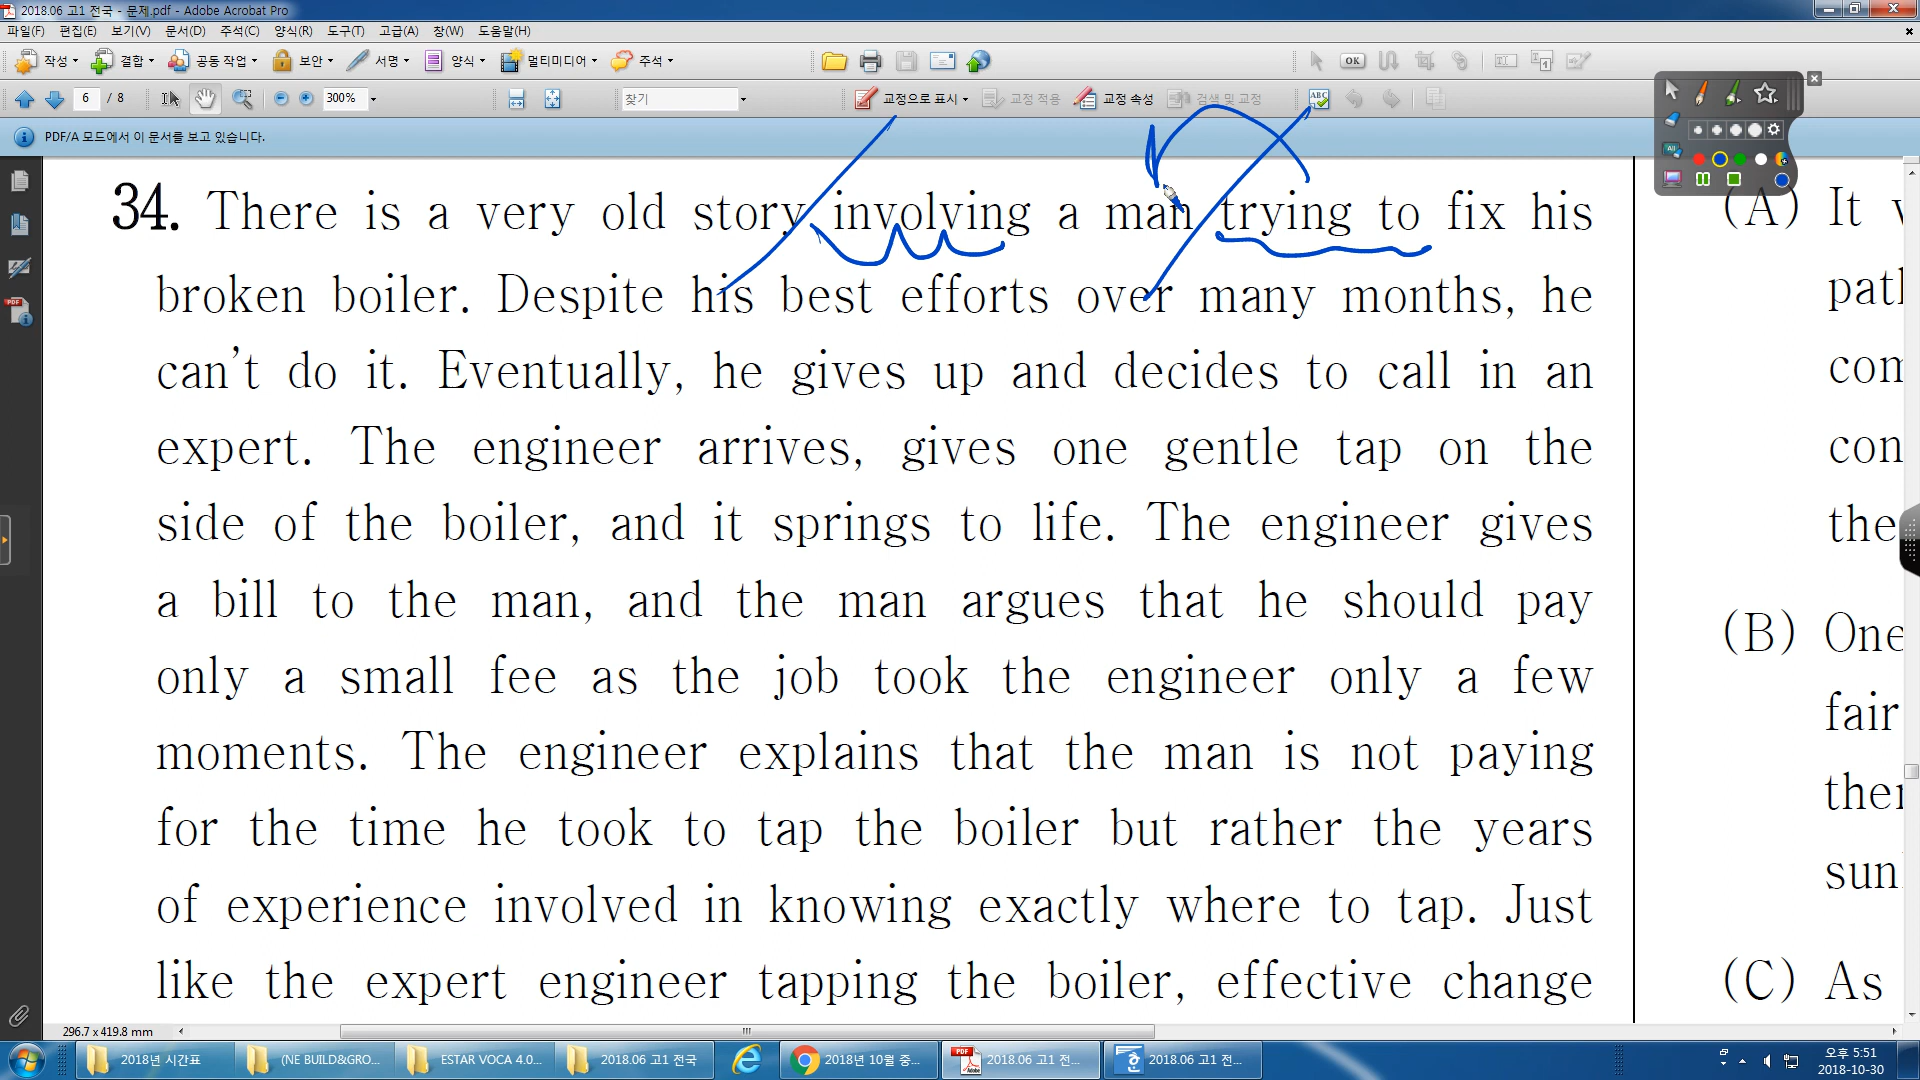 2018.06 고1 전국 - 문제.pdf - Adobe Acrobat Pro
파일(F) 편집(E) 보기(V) 문서(D) 주석(C) 양식(R) 도구(T) 고급(A) 창(W) 도움말(H)
작성 결합 공동 작업 보안 서명 양식 멀티미디어 주석 OK
6 / 8 300% 찾기 교정으로 표시 교정 적용 교정 속성 검색 및 교정 ABC
PDF/A 모드에서 이 문서를 보고 있습니다.
34. There is a very old story involving a man trying to fix his
broken boiler. Despite his best efforts over many months, he
can't do it. Eventually, he gives up and decides to call in an
expert. The engineer arrives, gives one gentle tap on the
side of the boiler, and it springs to life. The engineer gives
a bill to the man, and the man argues that he should pay
only a small fee as the job took the engineer only a few
moments. The engineer explains that the man is not paying
for the time he took to tap the boiler but rather the years
of experience involved in knowing exactly where to tap. Just
like the expert engineer tapping the boiler, effective change
(A) It
path
com
con
the
(B) One
fair
ther
sun
(C) As
296.7 x 419.8 mm
2018년 시간표 (NE BUILD&GRO... ESTAR VOCA 4.0... 2018.06 고1 전국 2018년 10월 중... 2018.06 고1 전... 2018.06 고1 전...
오후 5:51
2018-10-30